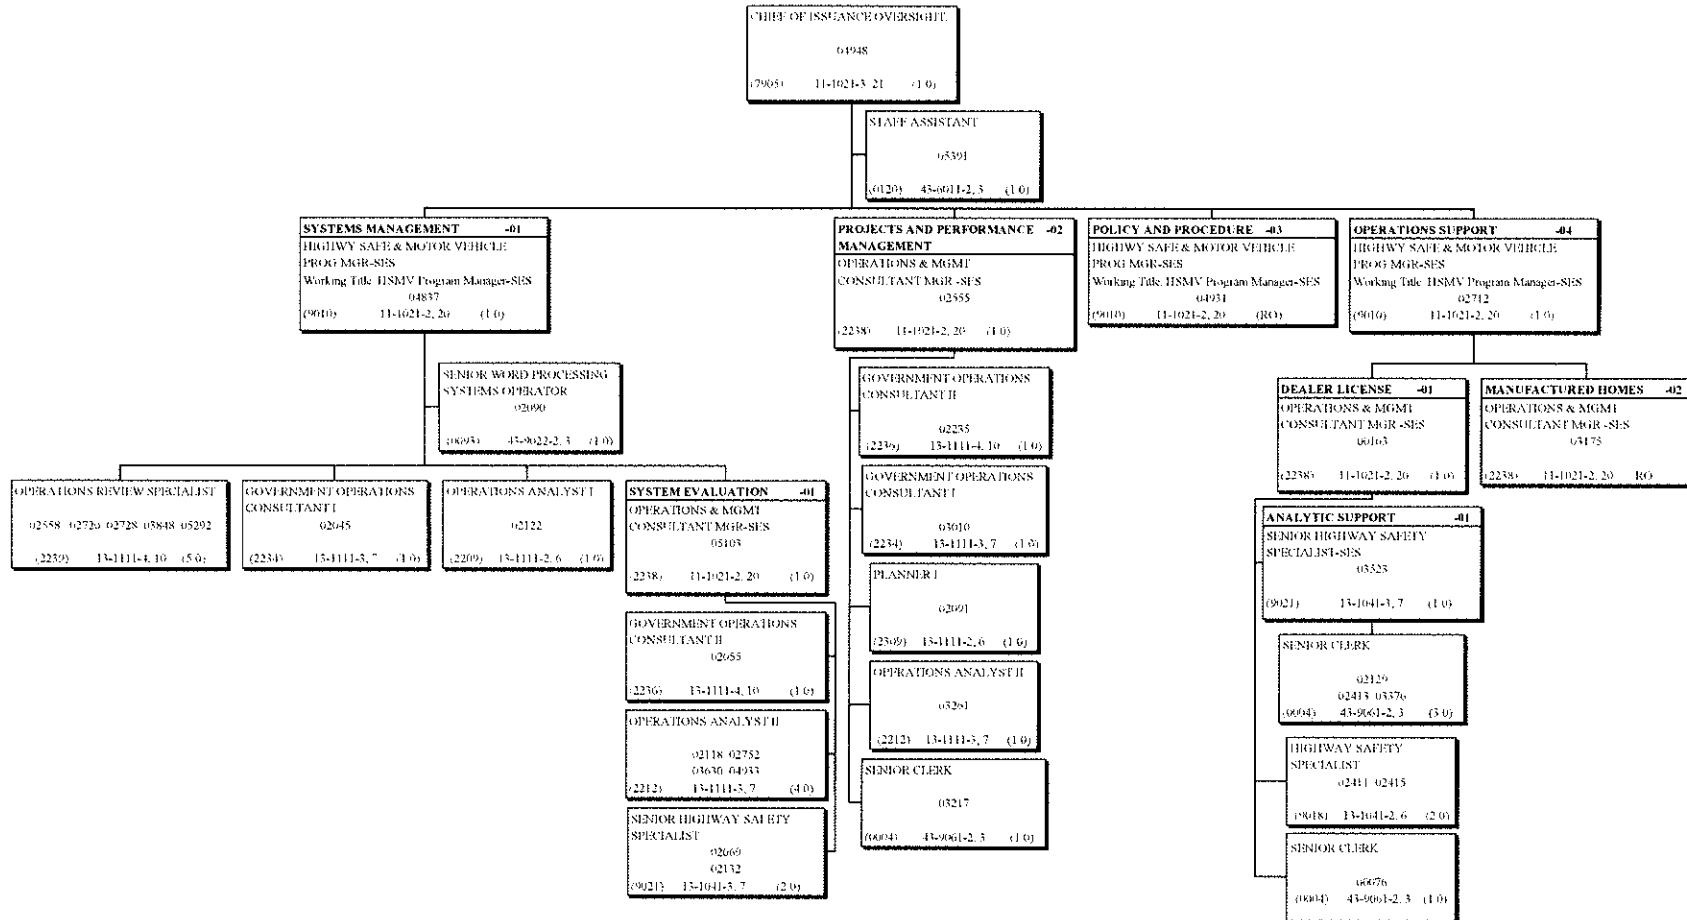 CHIEF OF ISSUANCE OVERSIGHT
04948
(7905) 11-1021-3 21 (1 0)
STAFF ASSISTANT
05391
(0120) 43-6011-2, 3 (1 0)
SYSTEMS MANAGEMENT -01
HIGHWY SAFE & MOTOR VEHICLE
PROG MGR-SES
Working Title HSMV Program Manager-SES
04837
(9010) 11-1021-2, 20 (1 0)
PROJECTS AND PERFORMANCE -02
MANAGEMENT
OPERATIONS & MGMT
CONSULTANT MGR -SES
02555
(2238) 11-1021-2, 20 (1 0)
POLICY AND PROCEDURE -03
HIGHWY SAFE & MOTOR VEHICLE
PROG MGR-SES
Working Title HSMV Program Manager-SES
04931
(9010) 11-1021-2, 20 (RO)
OPERATIONS SUPPORT -04
HIGHWY SAFE & MOTOR VEHICLE
PROG MGR-SES
Working Title HSMV Program Manager-SES
02712
(9010) 11-1021-2, 20 (1 0)
SENIOR WORD PROCESSING
SYSTEMS OPERATOR
02090
(0093) 43-9022-2, 3 (1 0)
OPERATIONS REVIEW SPECIALIST
02558 02720 02728 03848 05292
(2239) 13-1111-4, 10 (5 0)
GOVERNMENT OPERATIONS
CONSULTANT I
02045
(2234) 13-1111-3, 7 (1 0)
OPERATIONS ANALYST I
02122
(2209) 13-1111-2, 6 (1 0)
SYSTEM EVALUATION -01
OPERATIONS & MGMT
CONSULTANT MGR-SES
05103
(2238) 11-1021-2, 20 (1 0)
GOVERNMENT OPERATIONS
CONSULTANT II
02055
(2236) 13-1111-4, 10 (1 0)
OPERATIONS ANALYST II
02118 02752
03630 04933
(2212) 13-1111-3, 7 (4 0)
SENIOR HIGHWAY SAFETY
SPECIALIST
02669
02132
(9021) 13-1041-3, 7 (2 0)
GOVERNMENT OPERATIONS
CONSULTANT II
02235
(2236) 13-1111-4, 10 (1 0)
GOVERNMENT OPERATIONS
CONSULTANT I
03010
(2234) 13-1111-3, 7 (1 0)
PLANNER I
02091
(2309) 13-1111-2, 6 (1 0)
OPERATIONS ANALYST II
03261
(2212) 13-1111-3, 7 (1 0)
SENIOR CLERK
03217
(0004) 43-9061-2, 3 (1 0)
DEALER LICENSE -01
OPERATIONS & MGMT
CONSULTANT MGR -SES
00163
(2238) 11-1021-2, 20 (1 0)
MANUFACTURED HOMES -02
OPERATIONS & MGMT
CONSULTANT MGR -SES
03175
(2238) 11-1021-2, 20 RO
ANALYTIC SUPPORT -01
SENIOR HIGHWAY SAFETY
SPECIALIST-SES
03523
(9021) 13-1041-3, 7 (1 0)
SENIOR CLERK
02129
02413 03376
(0004) 43-9061-2, 3 (3 0)
HIGHWAY SAFETY
SPECIALIST
02411 02415
(9018) 13-1041-2, 6 (2 0)
SENIOR CLERK
00076
(0004) 43-9061-2, 3 (1 0)